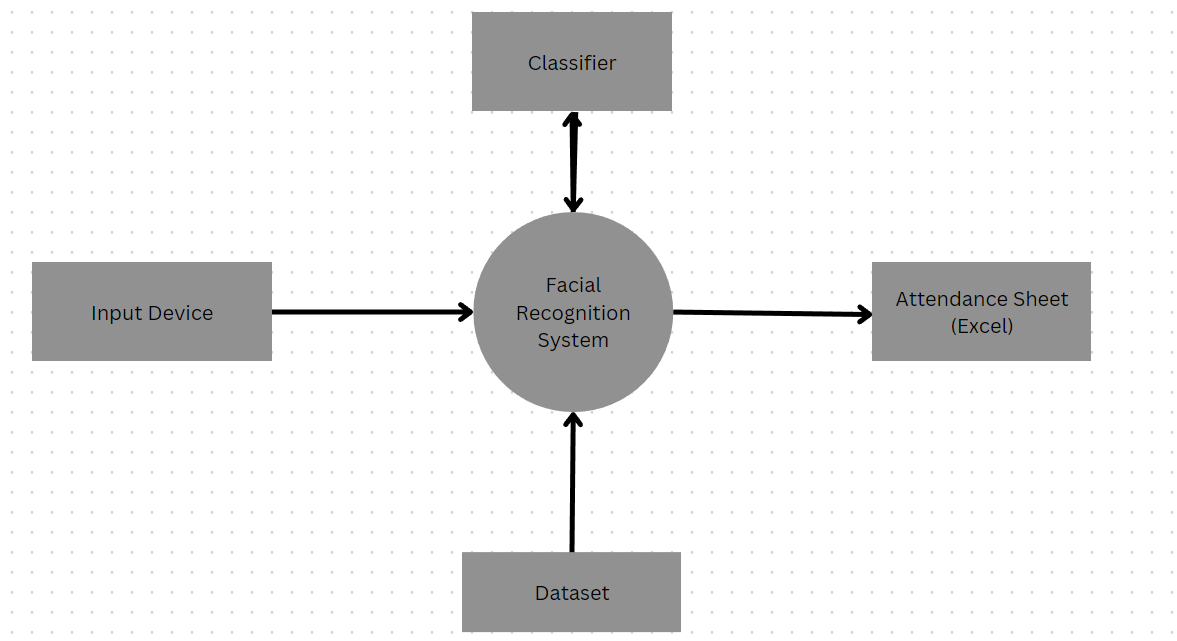 Classifier
Input Device
Facial
Recognition
System
Attendance Sheet
(Excel)
Dataset